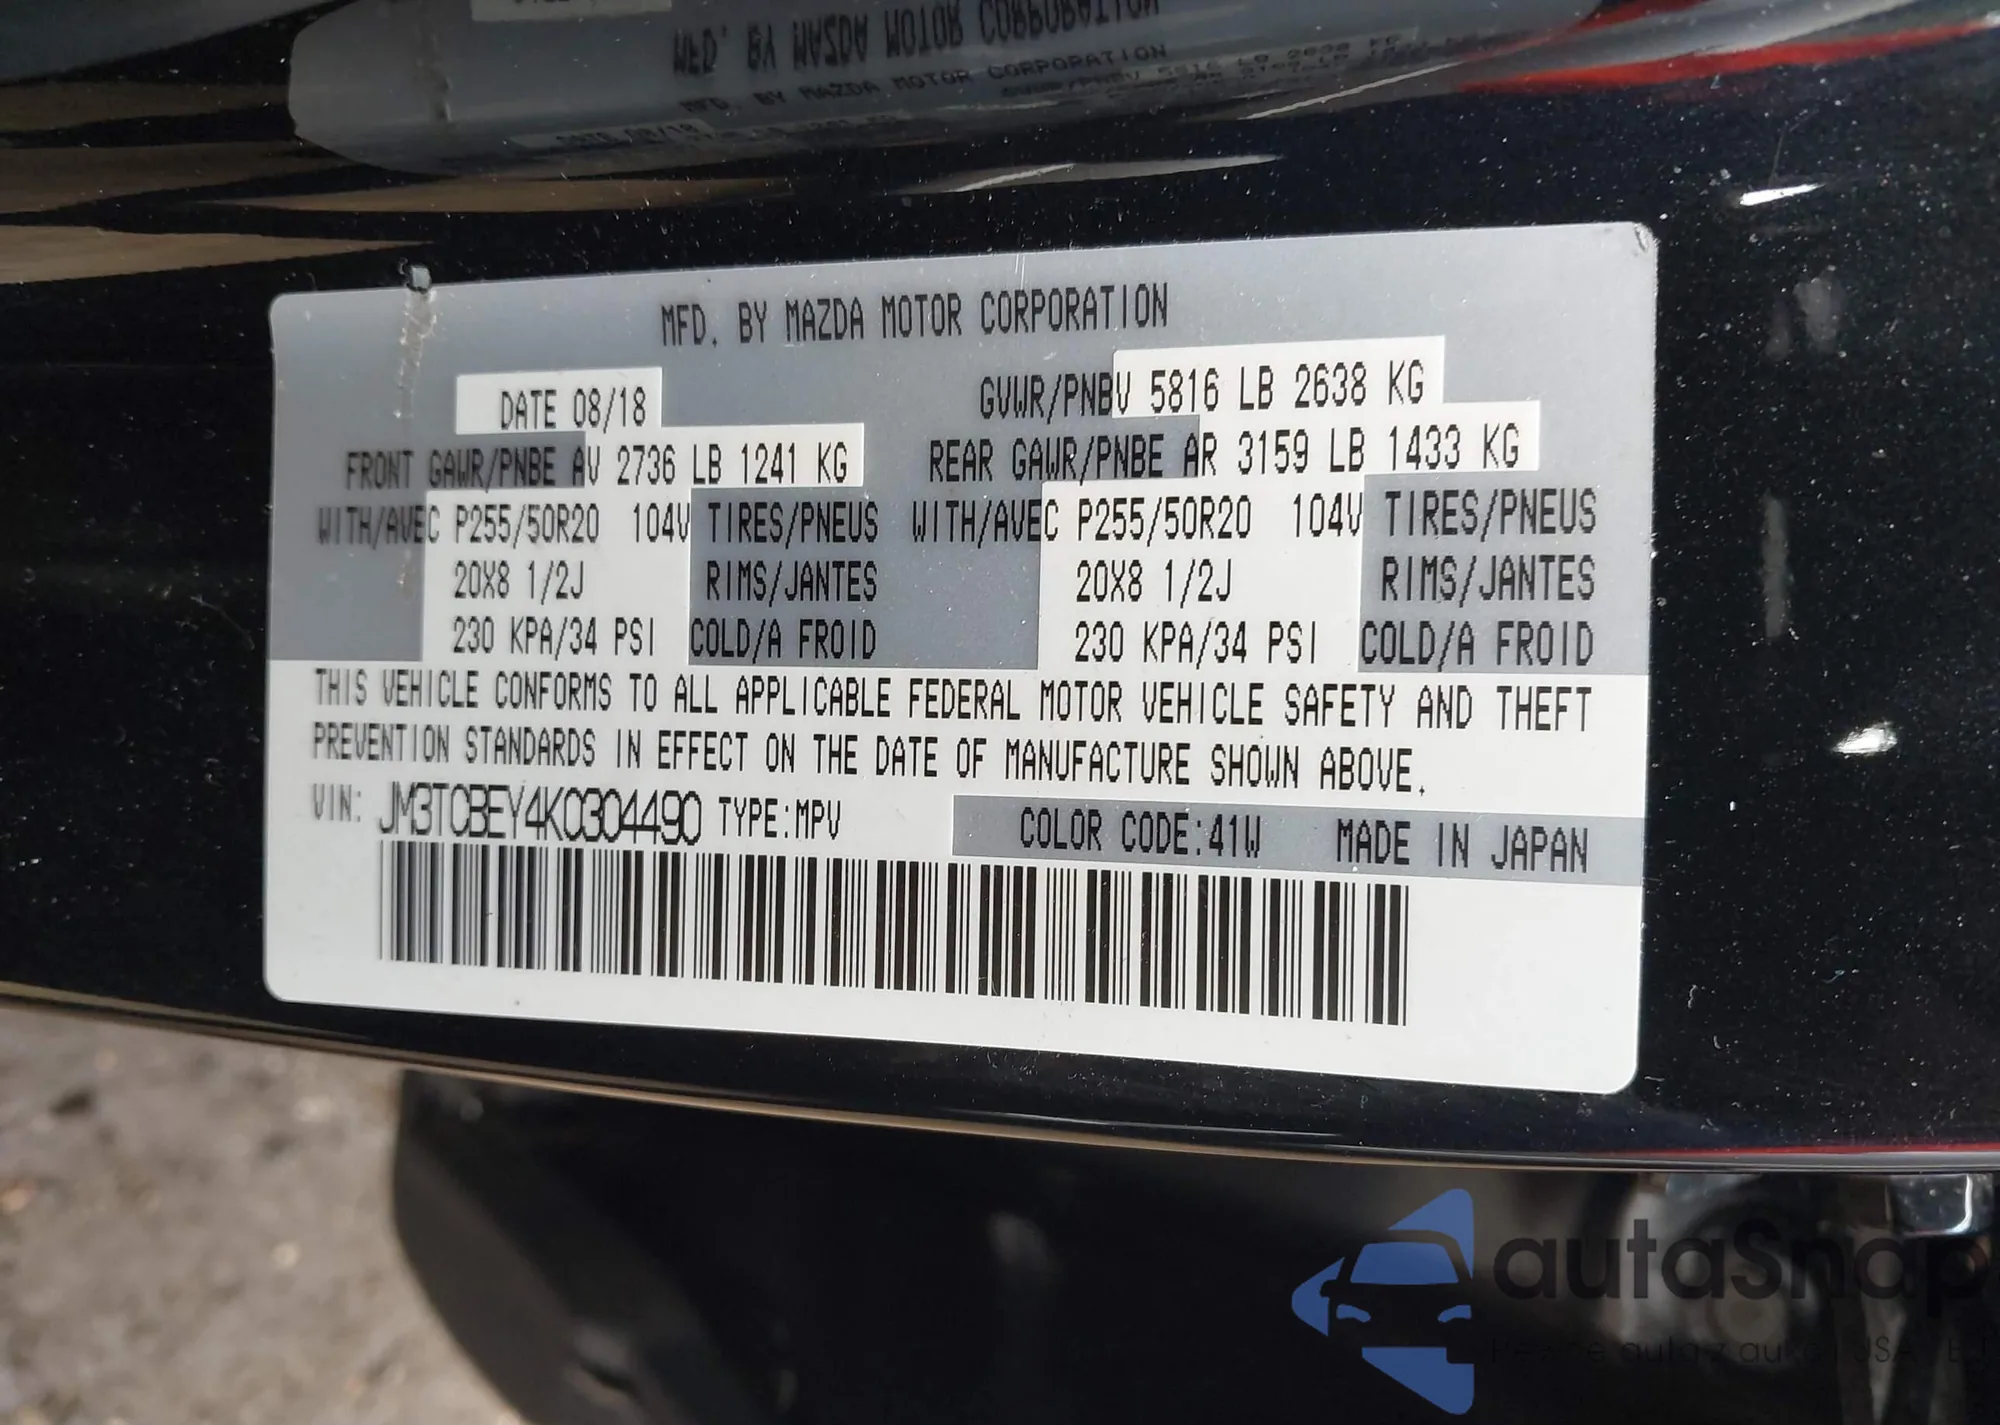 MFD. BY MAZDA MOTOR CORPORATION
MFD. BY MAZDA MOTOR CORPORATION
MFD. BY MAZDA MOTOR CORPORATION
DATE 08/18 GVWR/PNBV 5816 LB 2638 KG
FRONT GAWR/PNBE AV 2736 LB 1241 KG REAR GAWR/PNBE AR 3159 LB 1433 KG
WITH/AVEC P255/50R20 104V TIRES/PNEUS WITH/AVEC P255/50R20 104V TIRES/PNEUS
20X8 1/2J RIMS/JANTES 20X8 1/2J RIMS/JANTES
230 KPA/34 PSI COLD/A FROID 230 KPA/34 PSI COLD/A FROID
THIS VEHICLE CONFORMS TO ALL APPLICABLE FEDERAL MOTOR VEHICLE SAFETY AND THEFT
PREVENTION STANDARDS IN EFFECT ON THE DATE OF MANUFACTURE SHOWN ABOVE.
VIN: JM3TCBEY4K0304490 TYPE:MPV COLOR CODE:41W MADE IN JAPAN
autaSnap